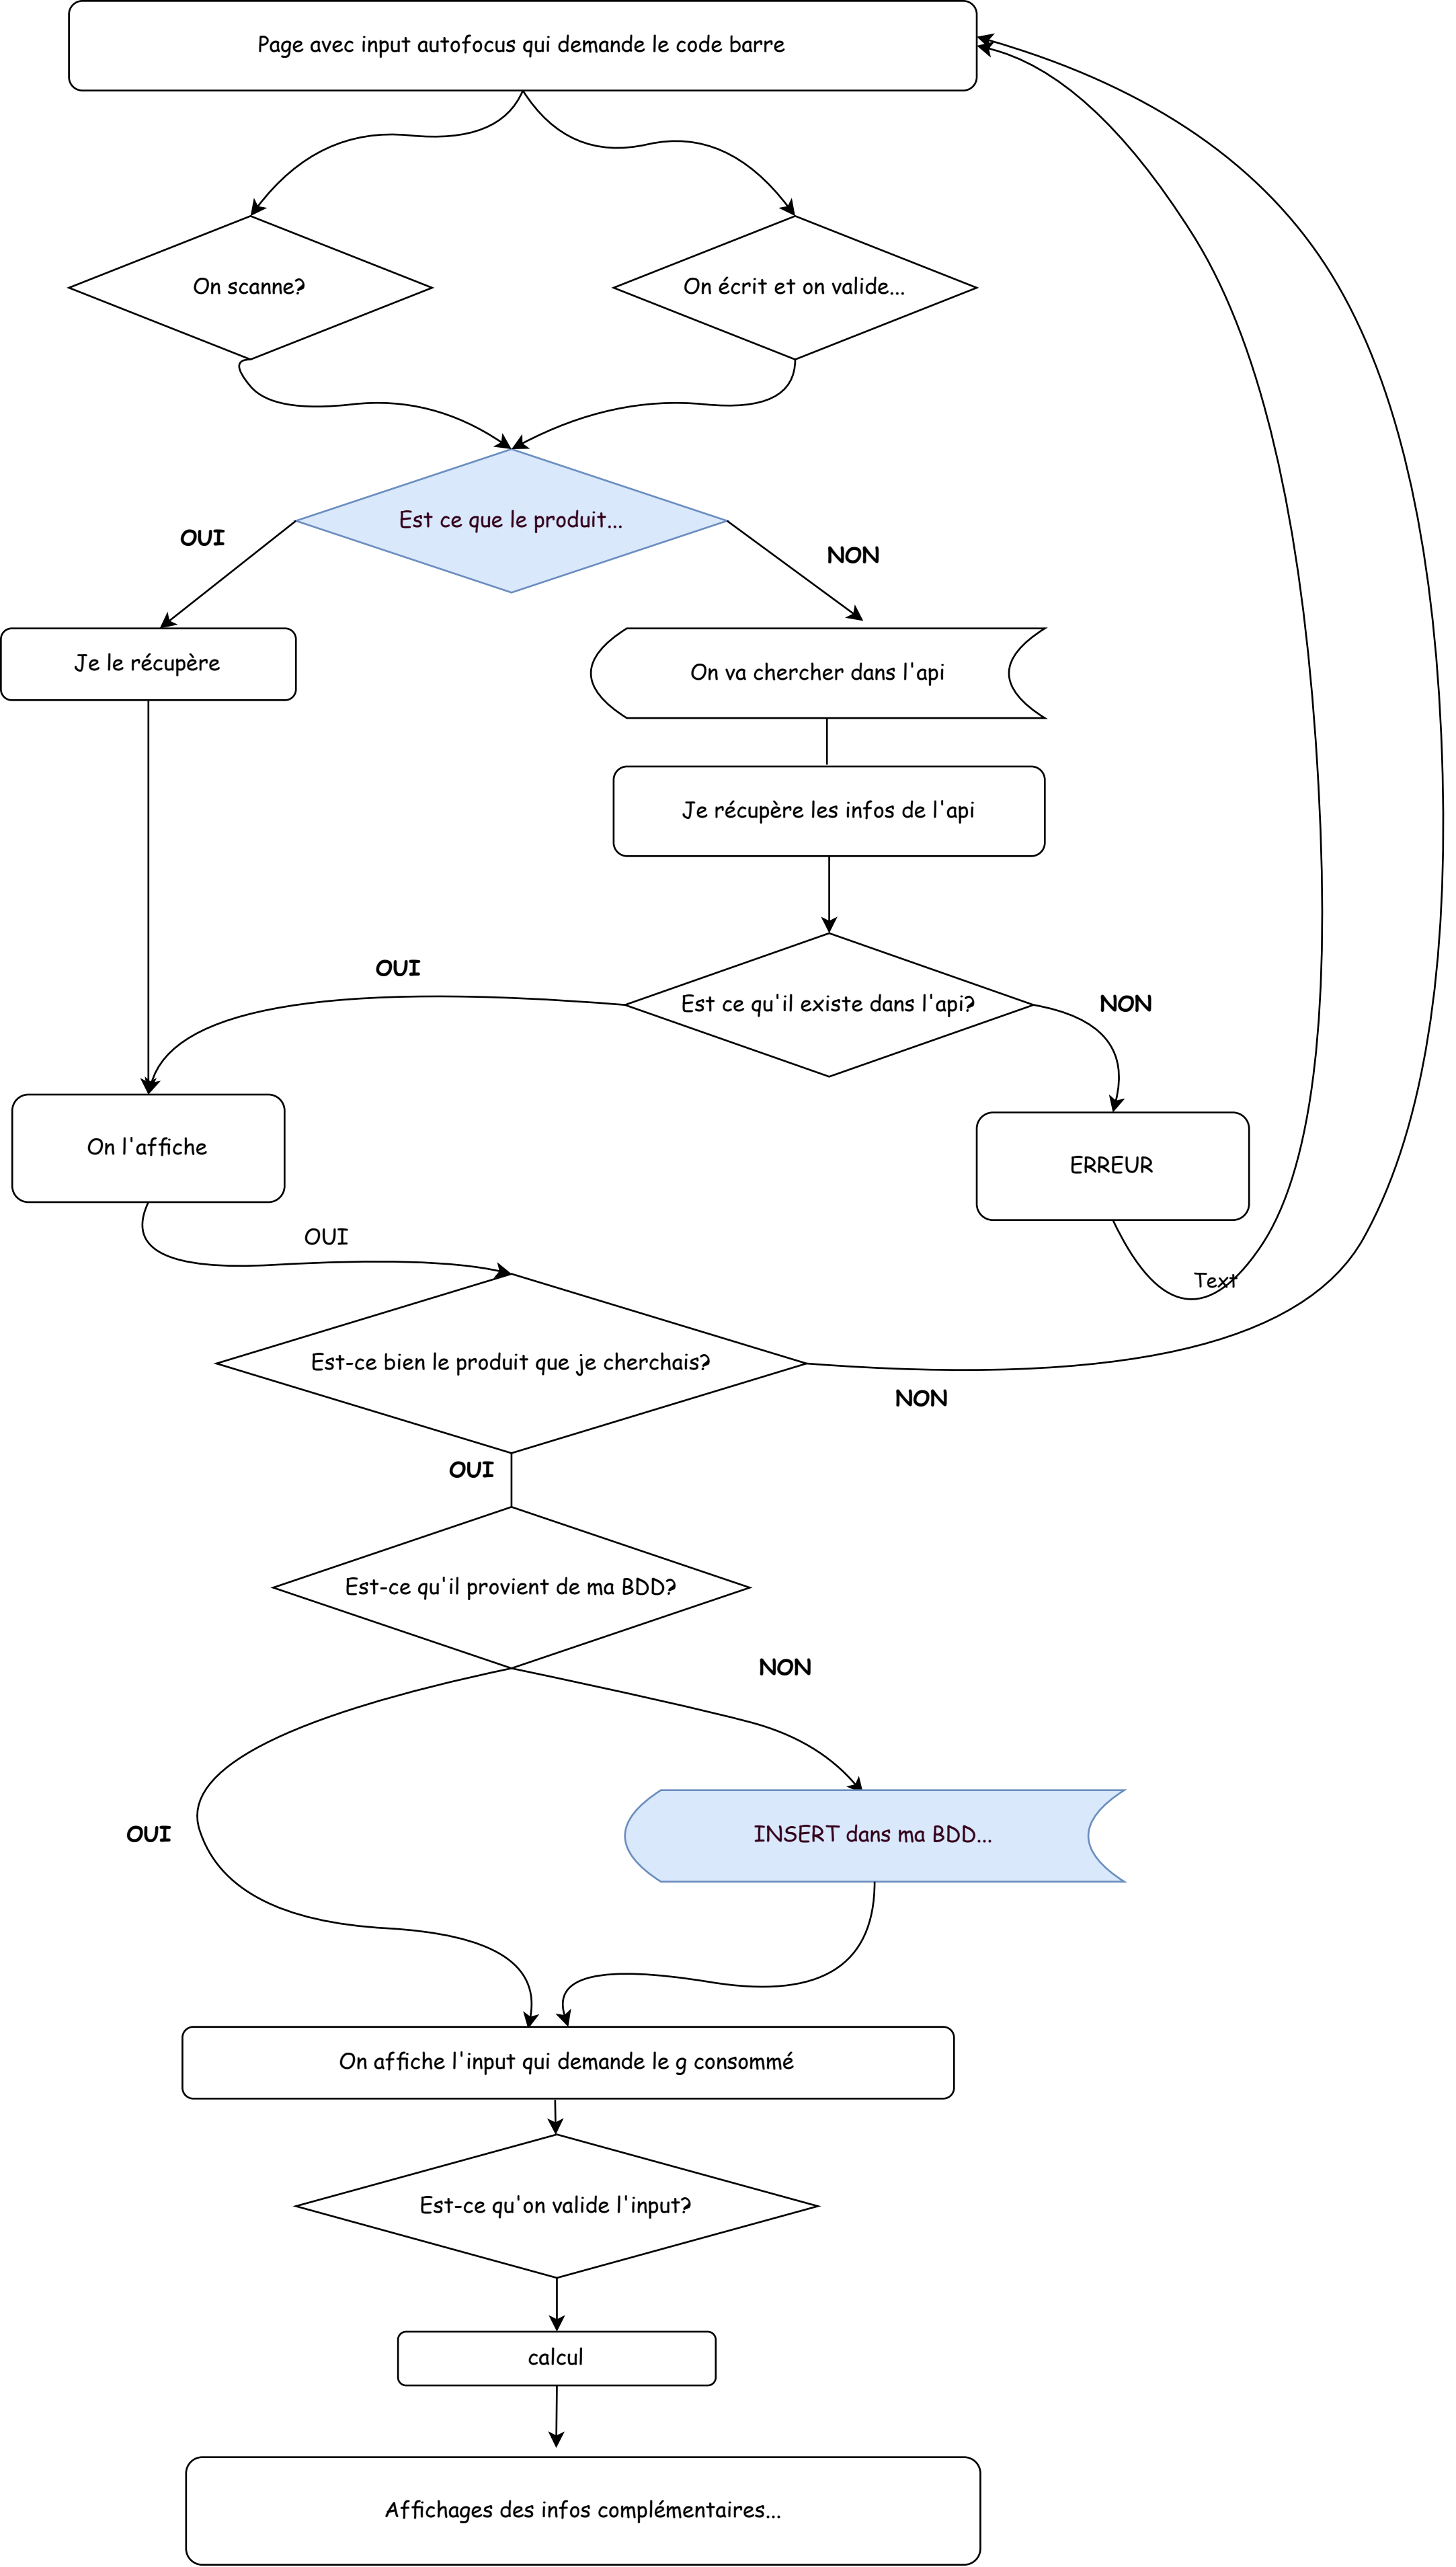 Page avec input autofocus qui demande le code barre
On scanne?
On écrit et on valide...
Est ce que le produit...
OUI
NON
Je le récupère
On va chercher dans l'api
Je récupère les infos de l'api
OUI
Est ce qu'il existe dans l'api?
NON
On l'affiche
ERREUR
OUI
Text
Est-ce bien le produit que je cherchais?
NON
OUI
Est-ce qu'il provient de ma BDD?
NON
OUI
INSERT dans ma BDD...
On affiche l'input qui demande le g consommé
Est-ce qu'on valide l'input?
calcul
Affichages des infos complémentaires...